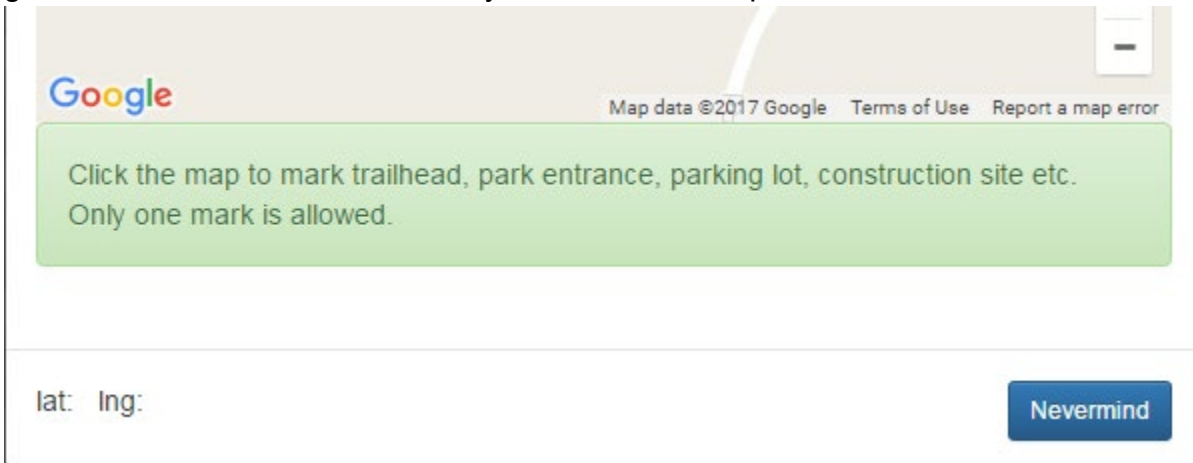 Google
Map data ©2017 Google Terms of Use Report a map error
Click the map to mark trailhead, park entrance, parking lot, construction site etc.
Only one mark is allowed.
lat: lng:
Nevermind